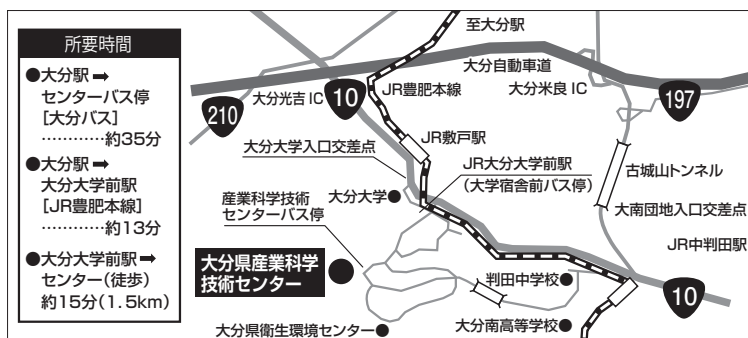 所要時間
●大分駅➡
センターバス停
[大分バス]
…………約35分
●大分駅➡
大分大学前駅
[JR豊肥本線]
…………約13分
●大分大学前駅➡
センター(徒歩)
約15分(1.5km)
至大分駅
大分自動車道
大分光吉IC
10
JR豊肥本線
大分米良IC
197
210
JR敷戸駅
大分大学入口交差点
JR大分大学前駅
(大学宿舎前バス停)
古城山トンネル
大分大学●
産業科学技術
センターバス停
大南団地入口交差点
JR中判田駅
大分県産業科学
技術センター
判田中学校●
10
大分県衛生環境センター●
大分南高等学校●